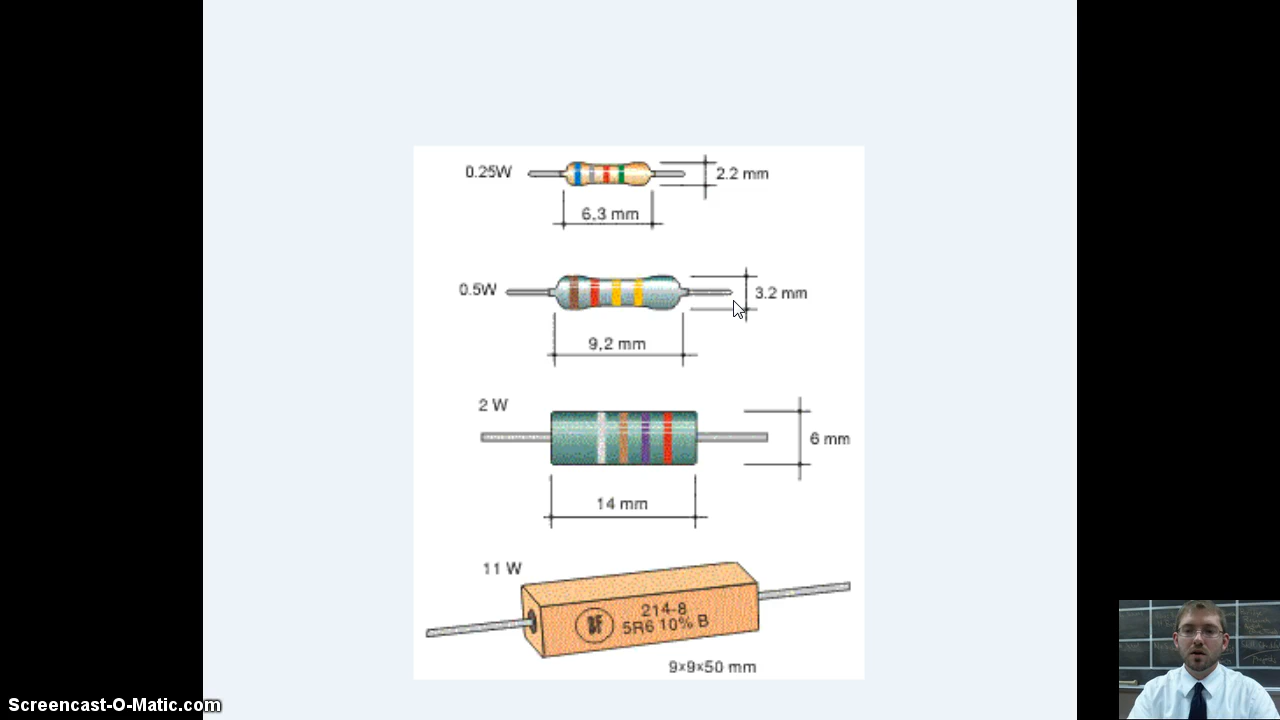 0.25W
2.2 mm
6,3 mm
0.5W
3.2 mm
9,2 mm
2 W
6 mm
14 mm
11 W
214-8
BF
5R6 10% B
9x9x50 mm
Screencast-O-Matic.com